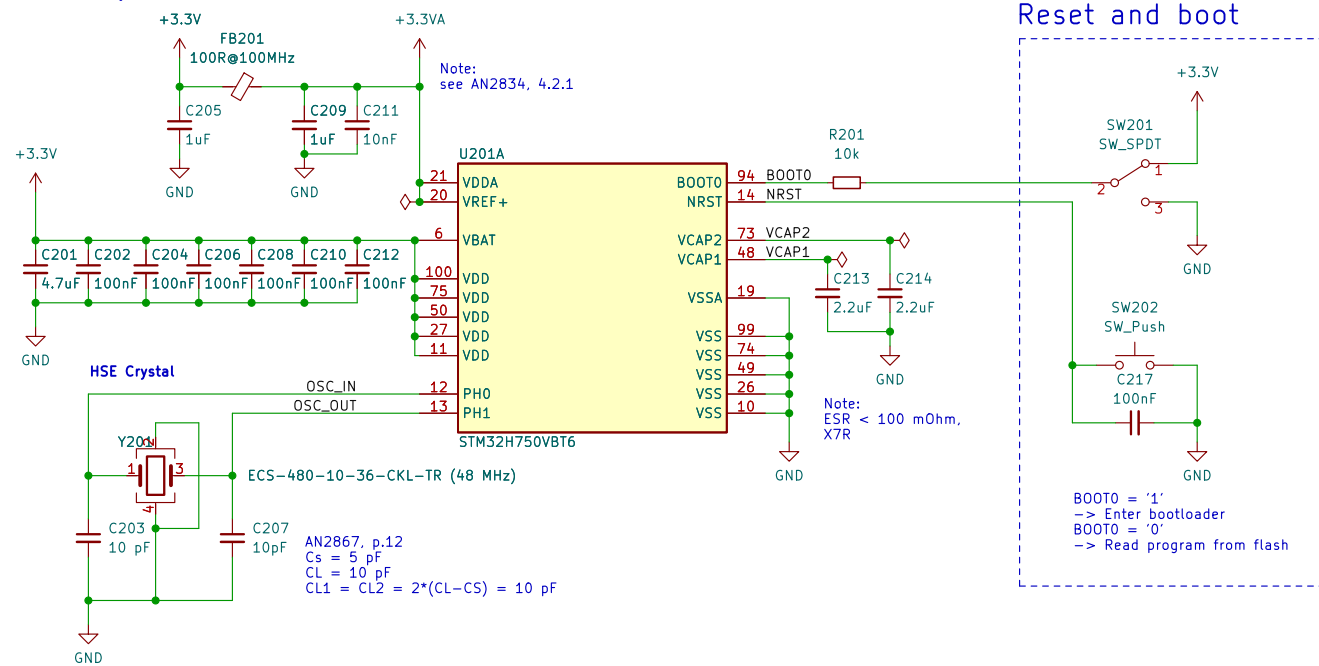 Reset and boot
+3.3V
+3.3VA
FB201
100R@100MHz
Note:
see AN2834, 4.2.1
C205
1uF
C209
1uF
C211
10nF
GND
GND
+3.3V
+3.3V
SW201
SW_SPDT
1
2
3
GND
R201
10k
U201A
21 VDDA
20 VREF+
6 VBAT
100 VDD
75 VDD
50 VDD
27 VDD
11 VDD
12 PH0
13 PH1
BOOT0 94 BOOT0
NRST 14 NRST
VCAP2 73 VCAP2
VCAP1 48 VCAP1
VSSA 19
VSS 99
VSS 74
VSS 49
VSS 26
VSS 10
STM32H750VBT6
C201
4.7uF
C202
100nF
C204
100nF
C206
100nF
C208
100nF
C210
100nF
C212
100nF
GND
C213
2.2uF
C214
2.2uF
GND
Note:
ESR < 100 mOhm,
X7R
GND
SW202
SW_Push
C217
100nF
GND
HSE Crystal
OSC_IN
OSC_OUT
Y201
1
2
3
4
ECS-480-10-36-CKL-TR (48 MHz)
C203
10 pF
C207
10pF
GND
AN2867, p.12
Cs = 5 pF
CL = 10 pF
CL1 = CL2 = 2*(CL-CS) = 10 pF
BOOT0 = '1'
-> Enter bootloader
BOOT0 = '0'
-> Read program from flash